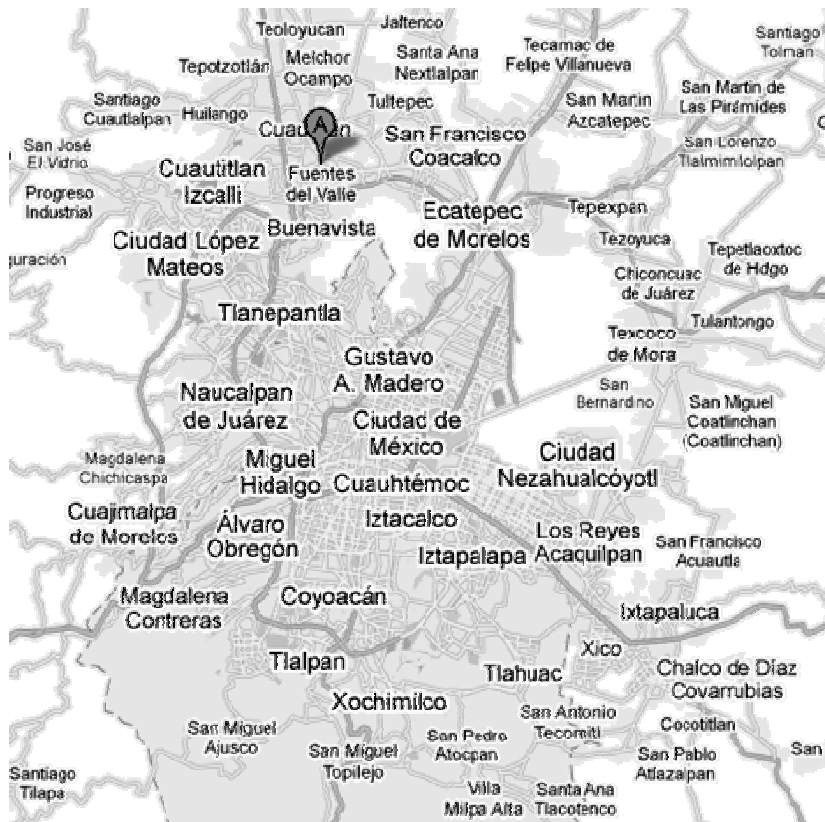 Jaltenco
Teoloyucan
Santiago
Tolman
Tecamac de
Felipe Villanueva
Melchor
Ocampo
Santa Ana
Nextlalpan
Tepotzotlán
San Martin de
Las Pirámides
Santiago
Cuautlalpan
Huilango
Tultepec
San Martin
Azcatepec
A
San Francisco
Coacalco
San José
El Vidrio
San Lorenzo
Tlalmimilolpan
Cuautitlan
Izcalli
Fuentes
del Valle
Progreso
Industrial
Ecatepec
de Morelos
Tepexpan
Buenavista
Ciudad López
Mateos
Tezoyuca
Tepetlaoxtoc
de Hdgo
guración
Chiconcuac
de Juárez
Tlanepantla
Tulantongo
Texcoco
de Mora
Gustavo
A. Madero
Naucalpan
de Juárez
San
Bernardino
San Miguel
Coatlinchan
(Coatlinchan)
Ciudad de
México
Magdalena
Chichicaspa
Miguel
Hidalgo
Ciudad
Nezahualcóyotl
Cuauhtémoc
Cuajimalpa
de Morelos
Álvaro
Obregón
Iztacalco
Los Reyes
Acaquilpan
San Francisco
Acuautla
Iztapalapa
Magdalena
Contreras
Coyoacán
Ixtapaluca
Xico
Tlalpan
Tlahuac
Chalco de Díaz
Covarrubias
Xochimilco
San Antonio
Tecomitl
San Miguel
Ajusco
San Pedro
Atocpan
Cocotitlan
San Miguel
Topilejo
San Pablo
Atlazalpan
San
Santiago
Tilapa
Villa
Milpa Alta
Santa Ana
Tlacotenco